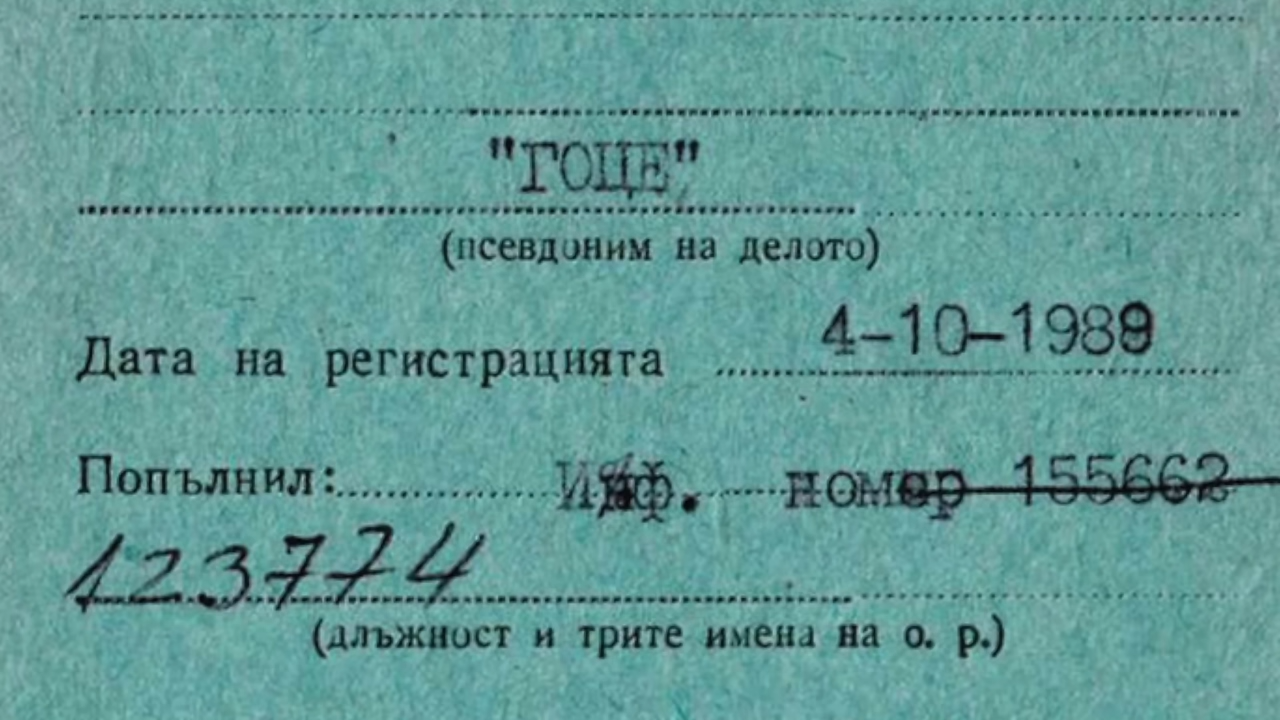 "ГОЦЕ"
(псевдоним на делото)
Дата на регистрацията 4-10-1989
Попълнил: Инф. номер 155662
123774
(длъжност и трите имена на о. р.)